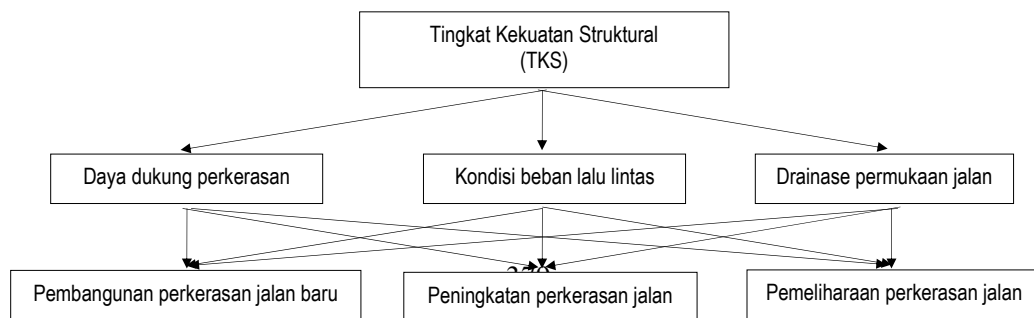 Tingkat Kekuatan Struktural
(TKS)
Daya dukung perkerasan
Kondisi beban lalu lintas
Drainase permukaan jalan
Pembangunan perkerasan jalan baru
Peningkatan perkerasan jalan
Pemeliharaan perkerasan jalan